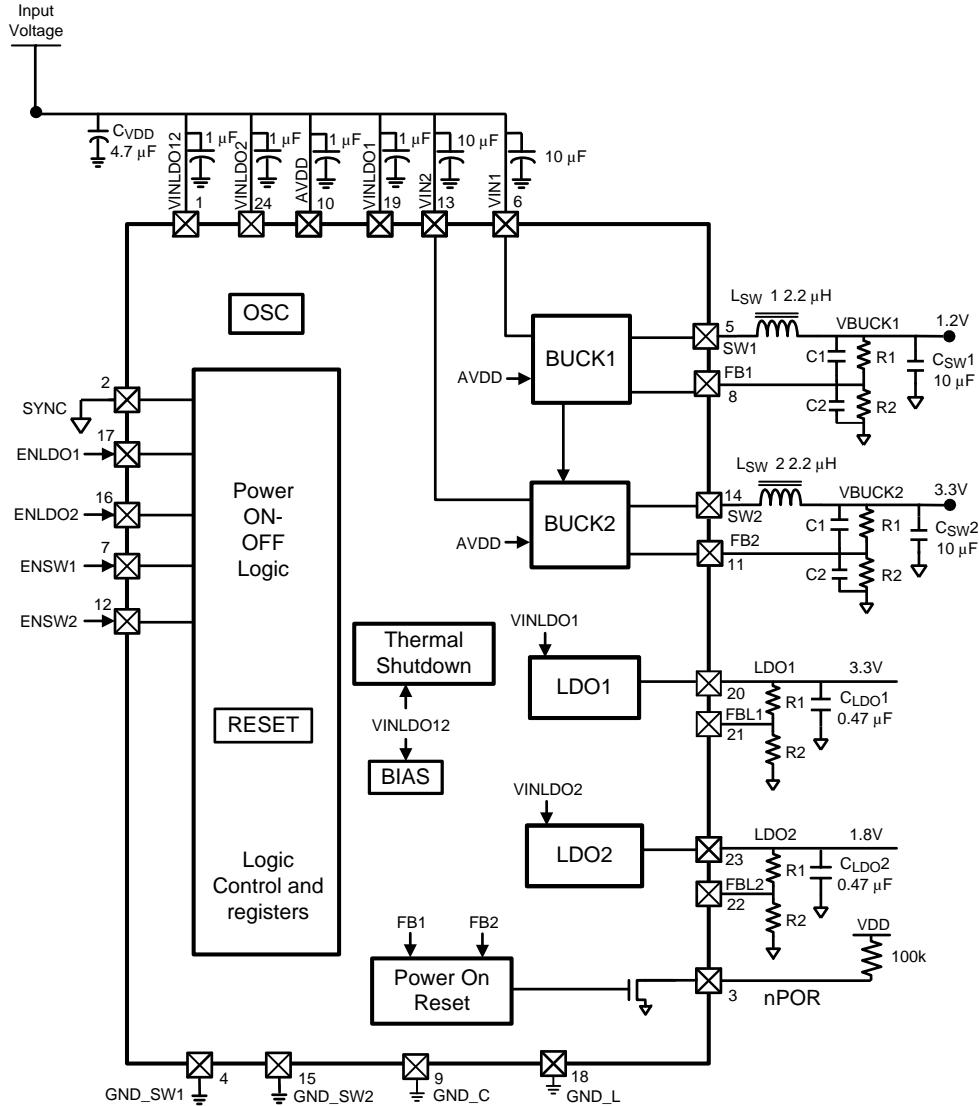 Input
Voltage
CVDD
4.7 µF
1 µF
1 µF
1 µF
1 µF
10 µF
10 µF
VINLDO12
VINLDO2
AVDD
VINLDO1
VIN2
VIN1
1
24
10
19
13
6
OSC
BUCK1
AVDD
5
SW1
LSW 1 2.2 µH
VBUCK1
1.2V
FB1
8
C1
R1
C2
R2
CSW1
10 µF
2
SYNC
17
ENLDO1
16
ENLDO2
7
ENSW1
12
ENSW2
Power
ON-
OFF
Logic
BUCK2
AVDD
14
SW2
LSW 2 2.2 µH
VBUCK2
3.3V
FB2
11
C1
R1
C2
R2
CSW2
10 µF
Thermal
Shutdown
VINLDO12
BIAS
RESET
VINLDO1
LDO1
LDO1
3.3V
20
FBL1
21
R1
R2
CLDO1
0.47 µF
VINLDO2
LDO2
LDO2
1.8V
23
FBL2
22
R1
R2
CLDO2
0.47 µF
Logic
Control and
registers
FB1
FB2
Power On
Reset
VDD
100k
3
nPOR
GND_SW1
4
15
GND_SW2
9
GND_C
18
GND_L